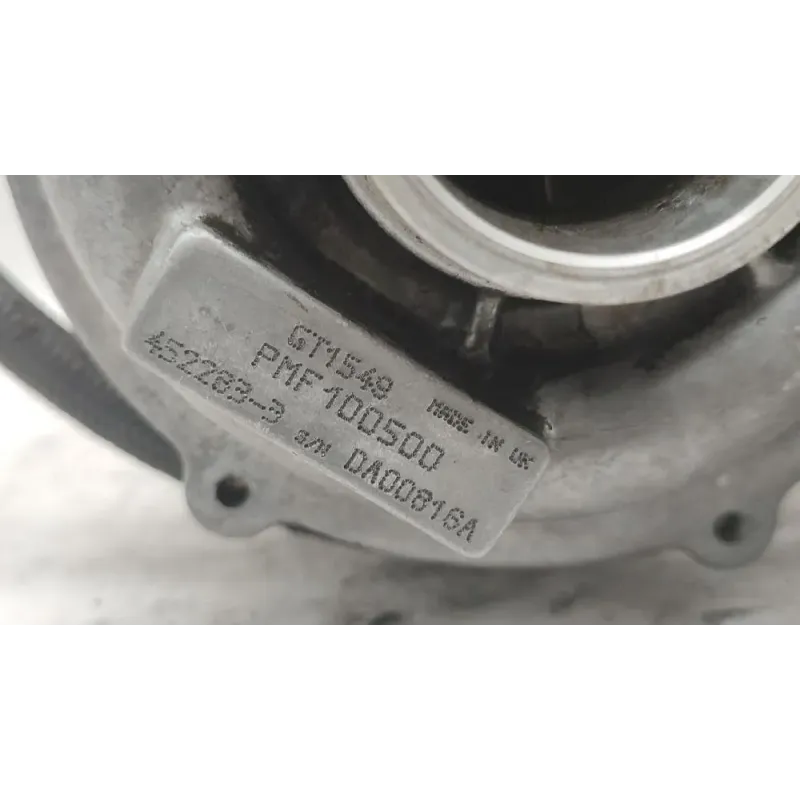 GT1549 MADE IN UK
PMF100500
452283-3 S/N DA00816A